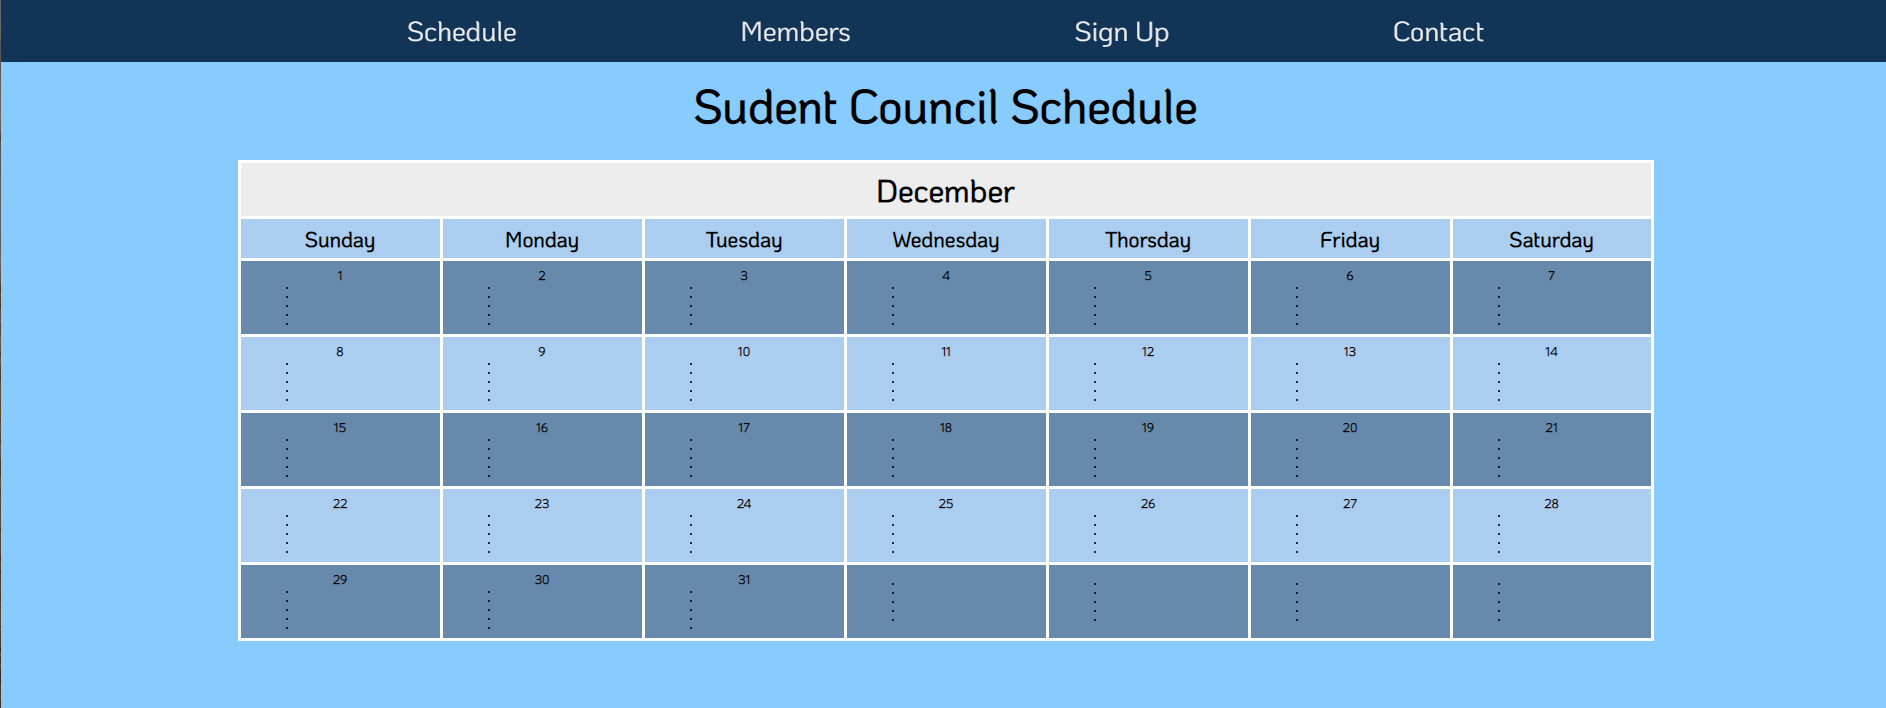 Schedule Members Sign Up Contact
Sudent Council Schedule
December
Sunday Monday Tuesday Wednesday Thorsday Friday Saturday
1 2 3 4 5 6 7
8 9 10 11 12 13 14
15 16 17 18 19 20 21
22 23 24 25 26 27 28
29 30 31